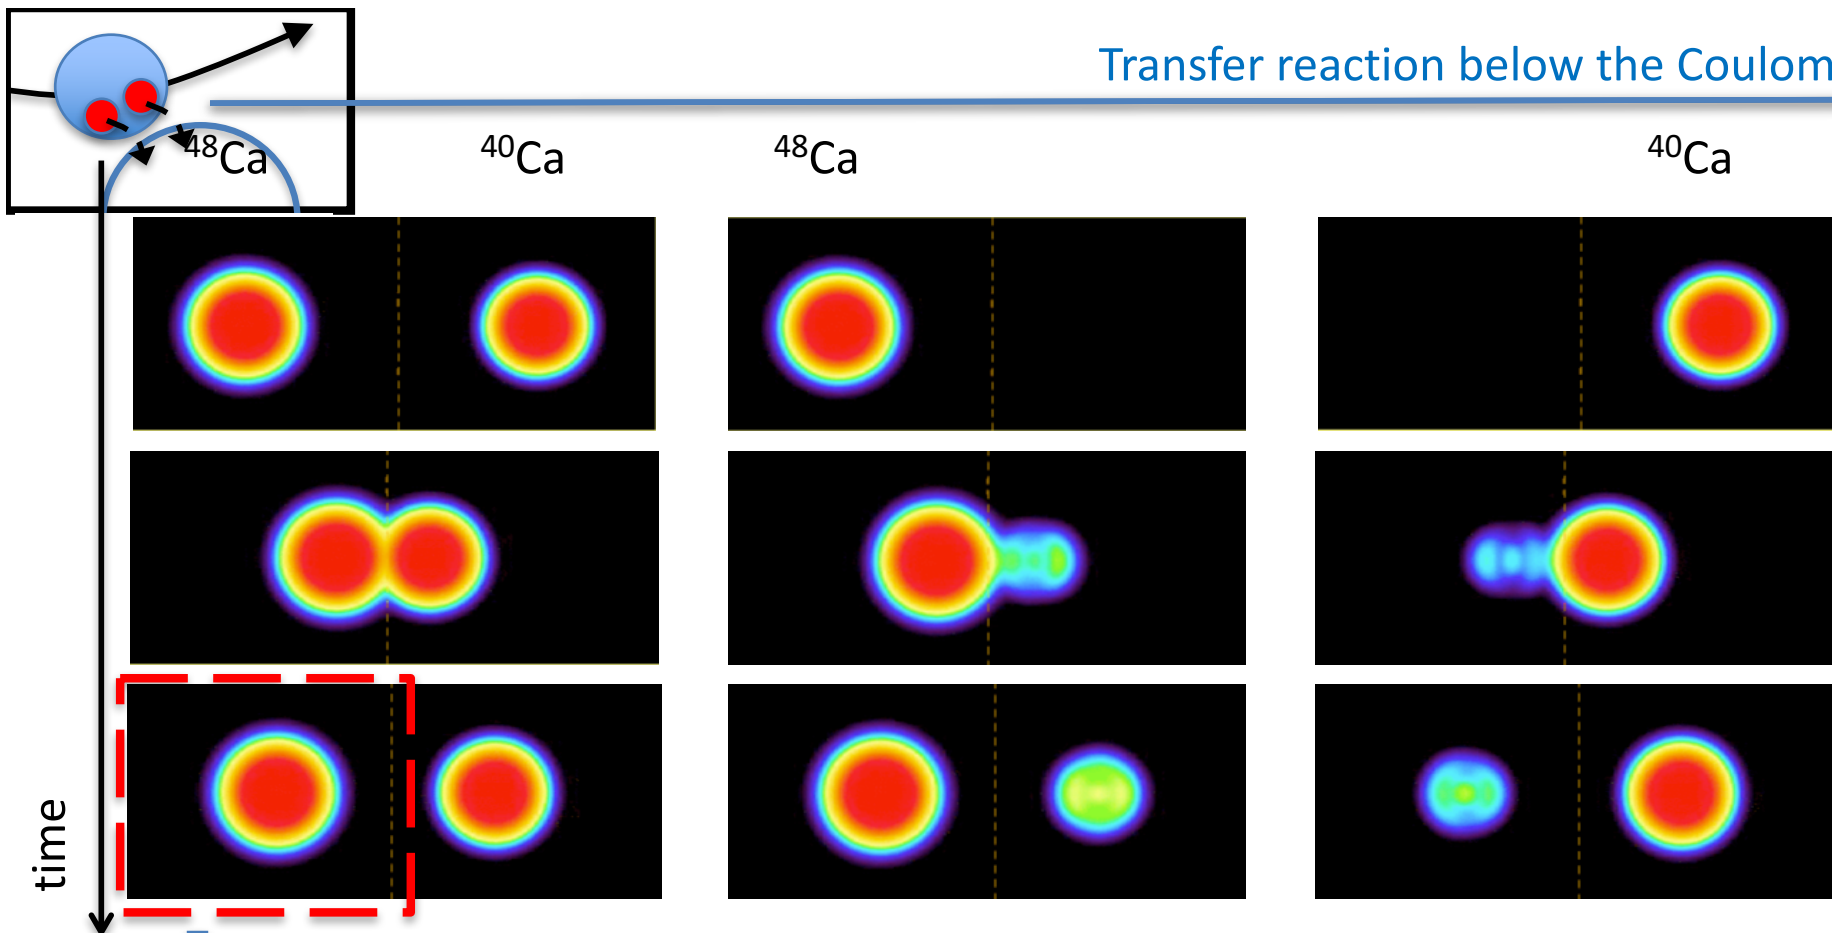 Transfer reaction below the Coulom
⁴⁸Ca ⁴⁰Ca ⁴⁸Ca ⁴⁰Ca
time